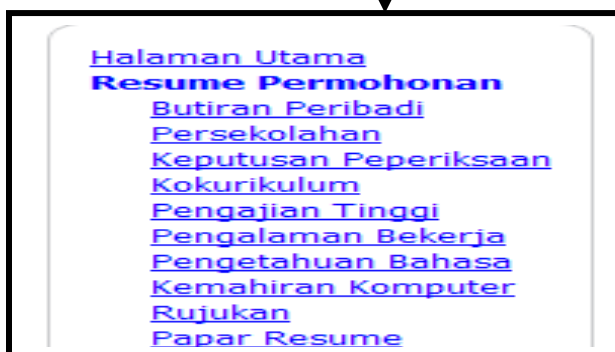 Halaman Utama
Resume Permohonan
Butiran Peribadi
Persekolahan
Keputusan Peperiksaan
Kokurikulum
Pengajian Tinggi
Pengalaman Bekerja
Pengetahuan Bahasa
Kemahiran Komputer
Rujukan
Papar Resume